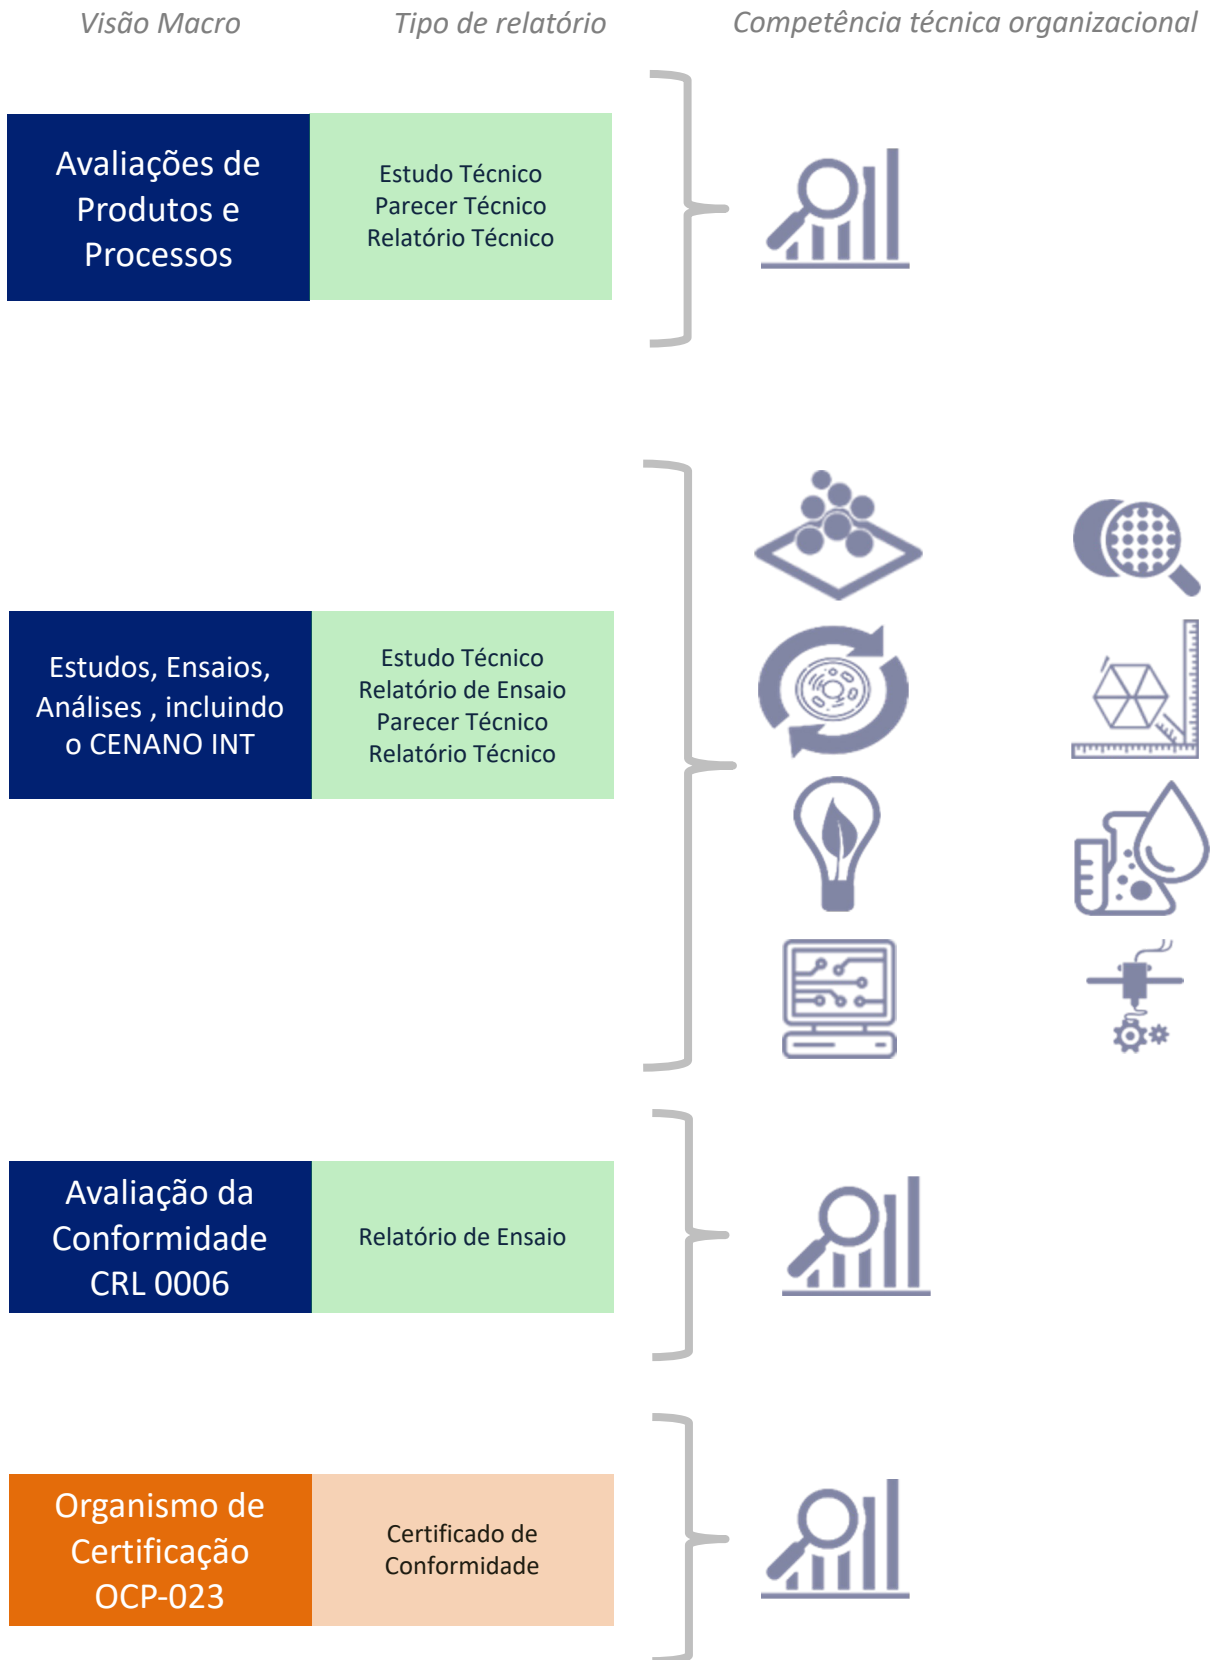 Visão Macro
Tipo de relatório
Competência técnica organizacional
Avaliações de
Produtos e
Processos
Estudo Técnico
Parecer Técnico
Relatório Técnico
Estudos, Ensaios,
Análises , incluindo
o CENANO INT
Estudo Técnico
Relatório de Ensaio
Parecer Técnico
Relatório Técnico
Avaliação da
Conformidade
CRL 0006
Relatório de Ensaio
Organismo de
Certificação
OCP-023
Certificado de
Conformidade